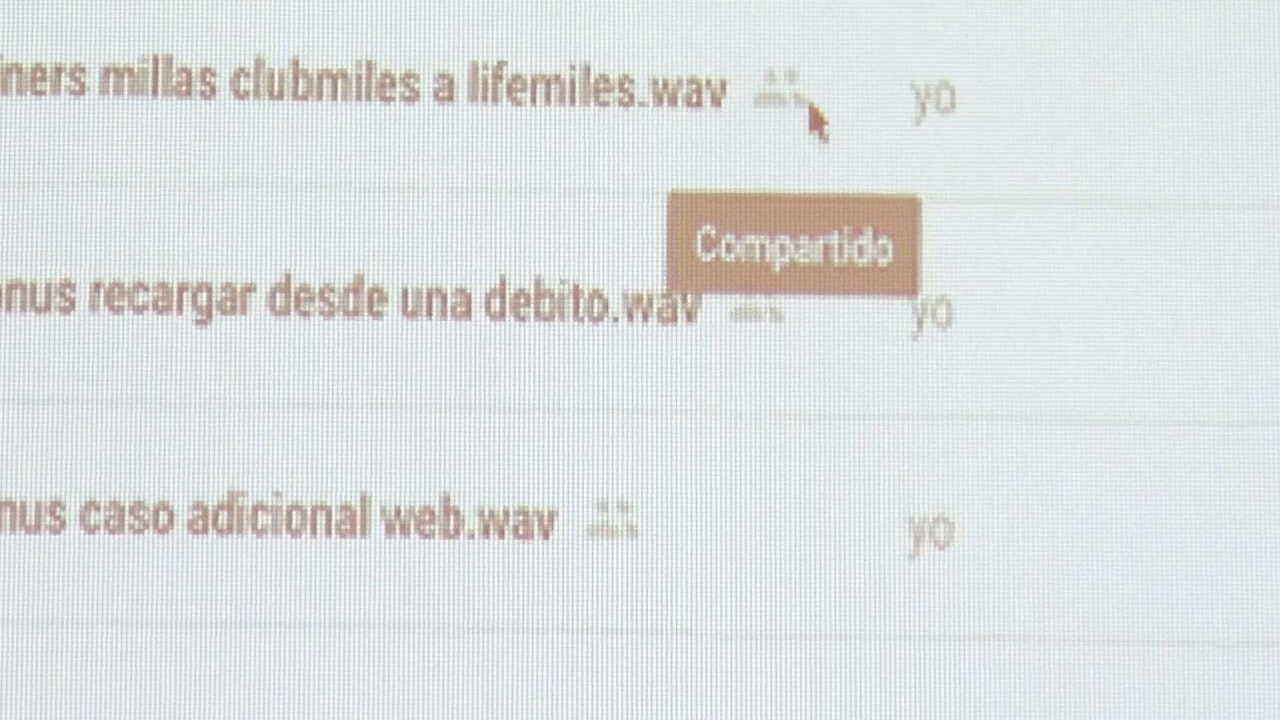 iners millas clubmiles a lifemiles.wav yo
Compartido
onus recargar desde una debito.wav yo
nus caso adicional web.wav yo